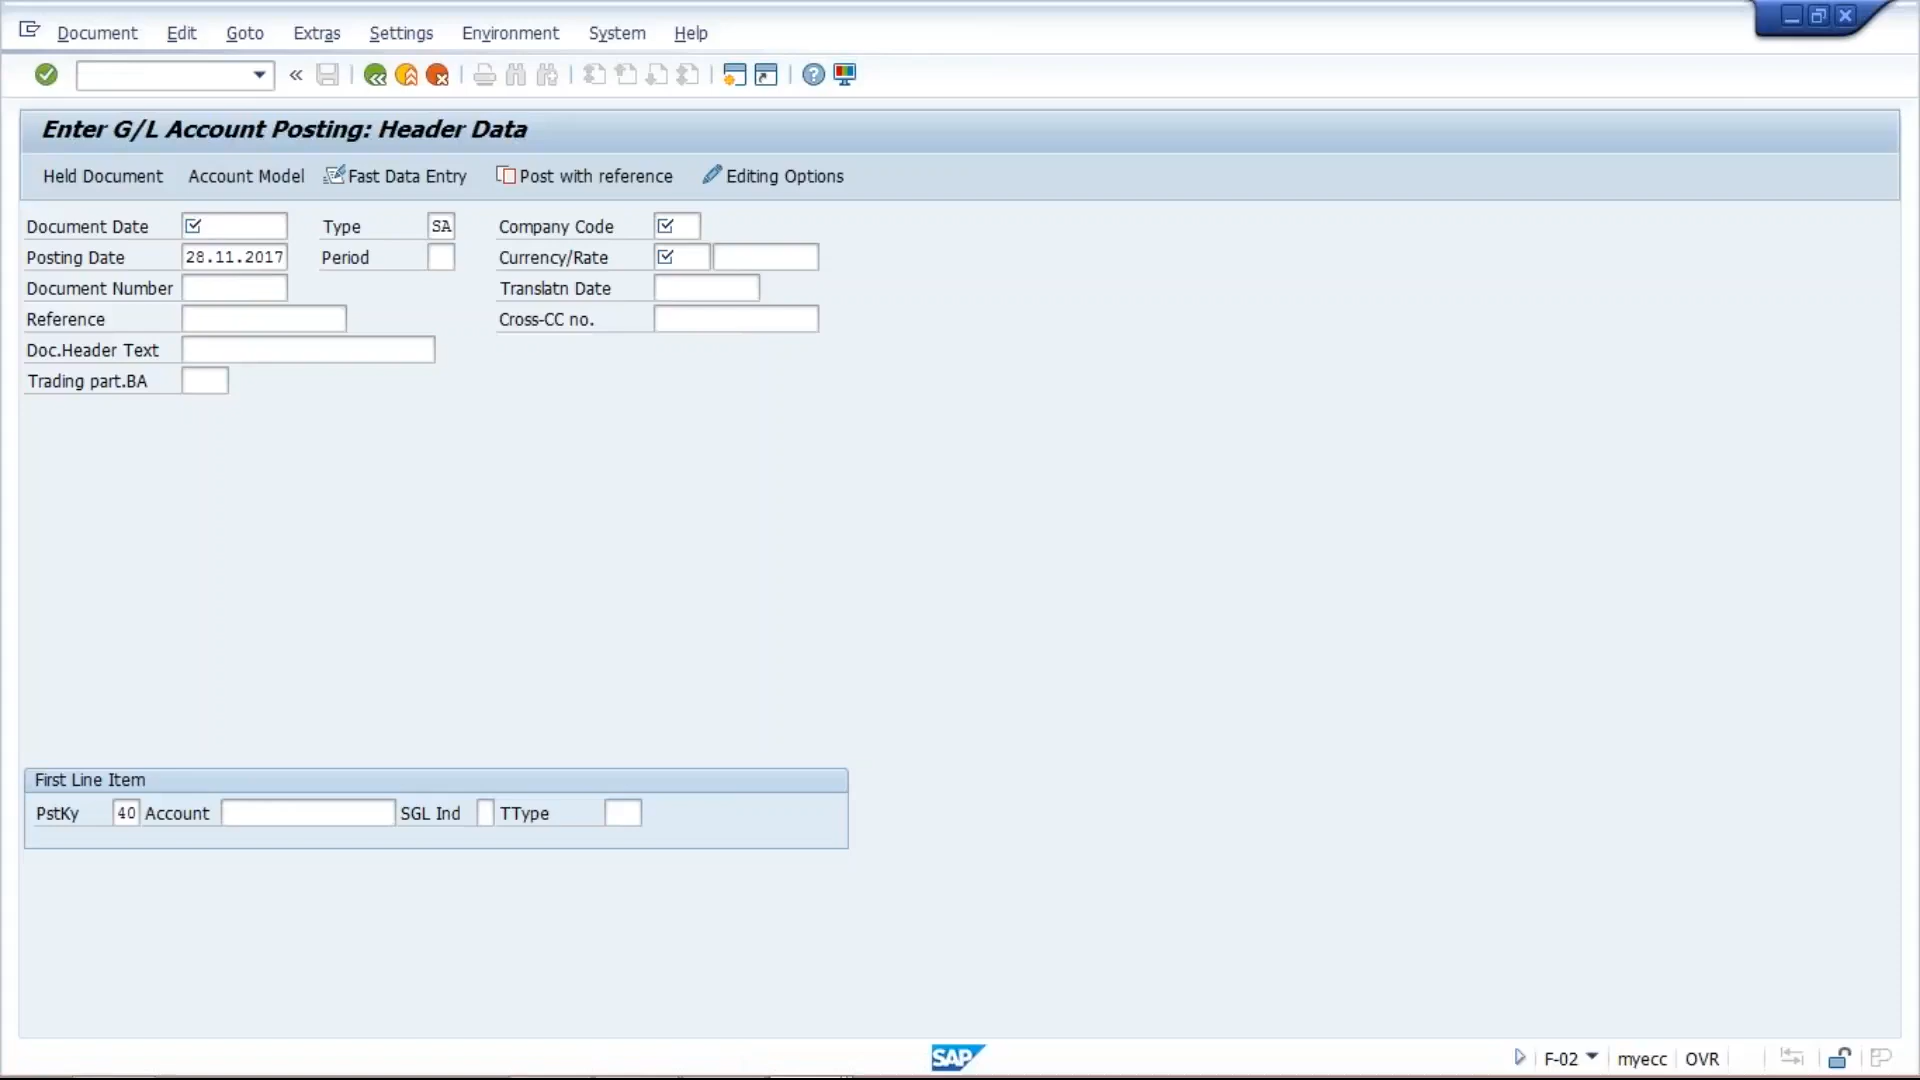 Document Edit Goto Extras Settings Environment System Help
Enter G/L Account Posting: Header Data
Held Document Account Model Fast Data Entry Post with reference Editing Options
Document Date Type SA Company Code
Posting Date 28.11.2017 Period Currency/Rate
Document Number Translatn Date
Reference Cross-CC no.
Doc.Header Text
Trading part.BA
First Line Item
PstKy 40 Account SGL Ind TType
SAP F-02 myecc OVR